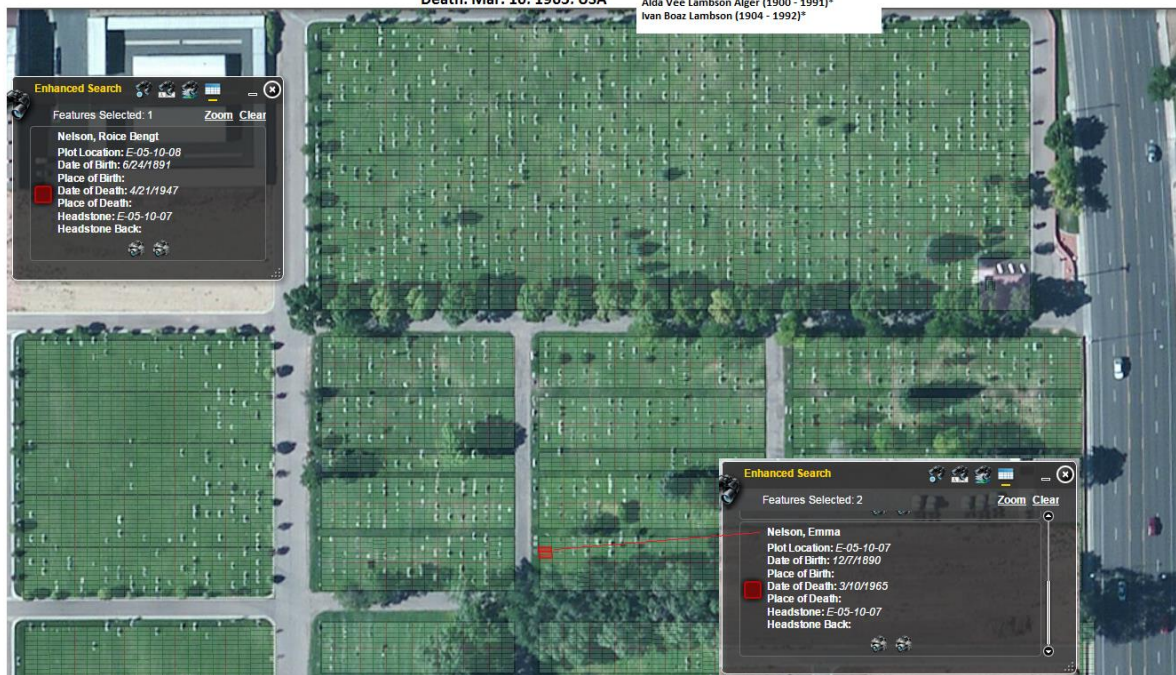 Death: Mar. 10. 1965. USA
Alda Vee Lambson Alger (1900 - 1991)*
Ivan Boaz Lambson (1904 - 1992)*
Enhanced Search
Features Selected: 1
Zoom Clear
Nelson, Roice Bengt
Plot Location: E-05-10-08
Date of Birth: 6/24/1891
Place of Birth:
Date of Death: 4/21/1947
Place of Death:
Headstone: E-05-10-07
Headstone Back:
Enhanced Search
Features Selected: 2
Zoom Clear
Nelson, Emma
Plot Location: E-05-10-07
Date of Birth: 12/7/1890
Place of Birth:
Date of Death: 3/10/1965
Place of Death:
Headstone: E-05-10-07
Headstone Back: